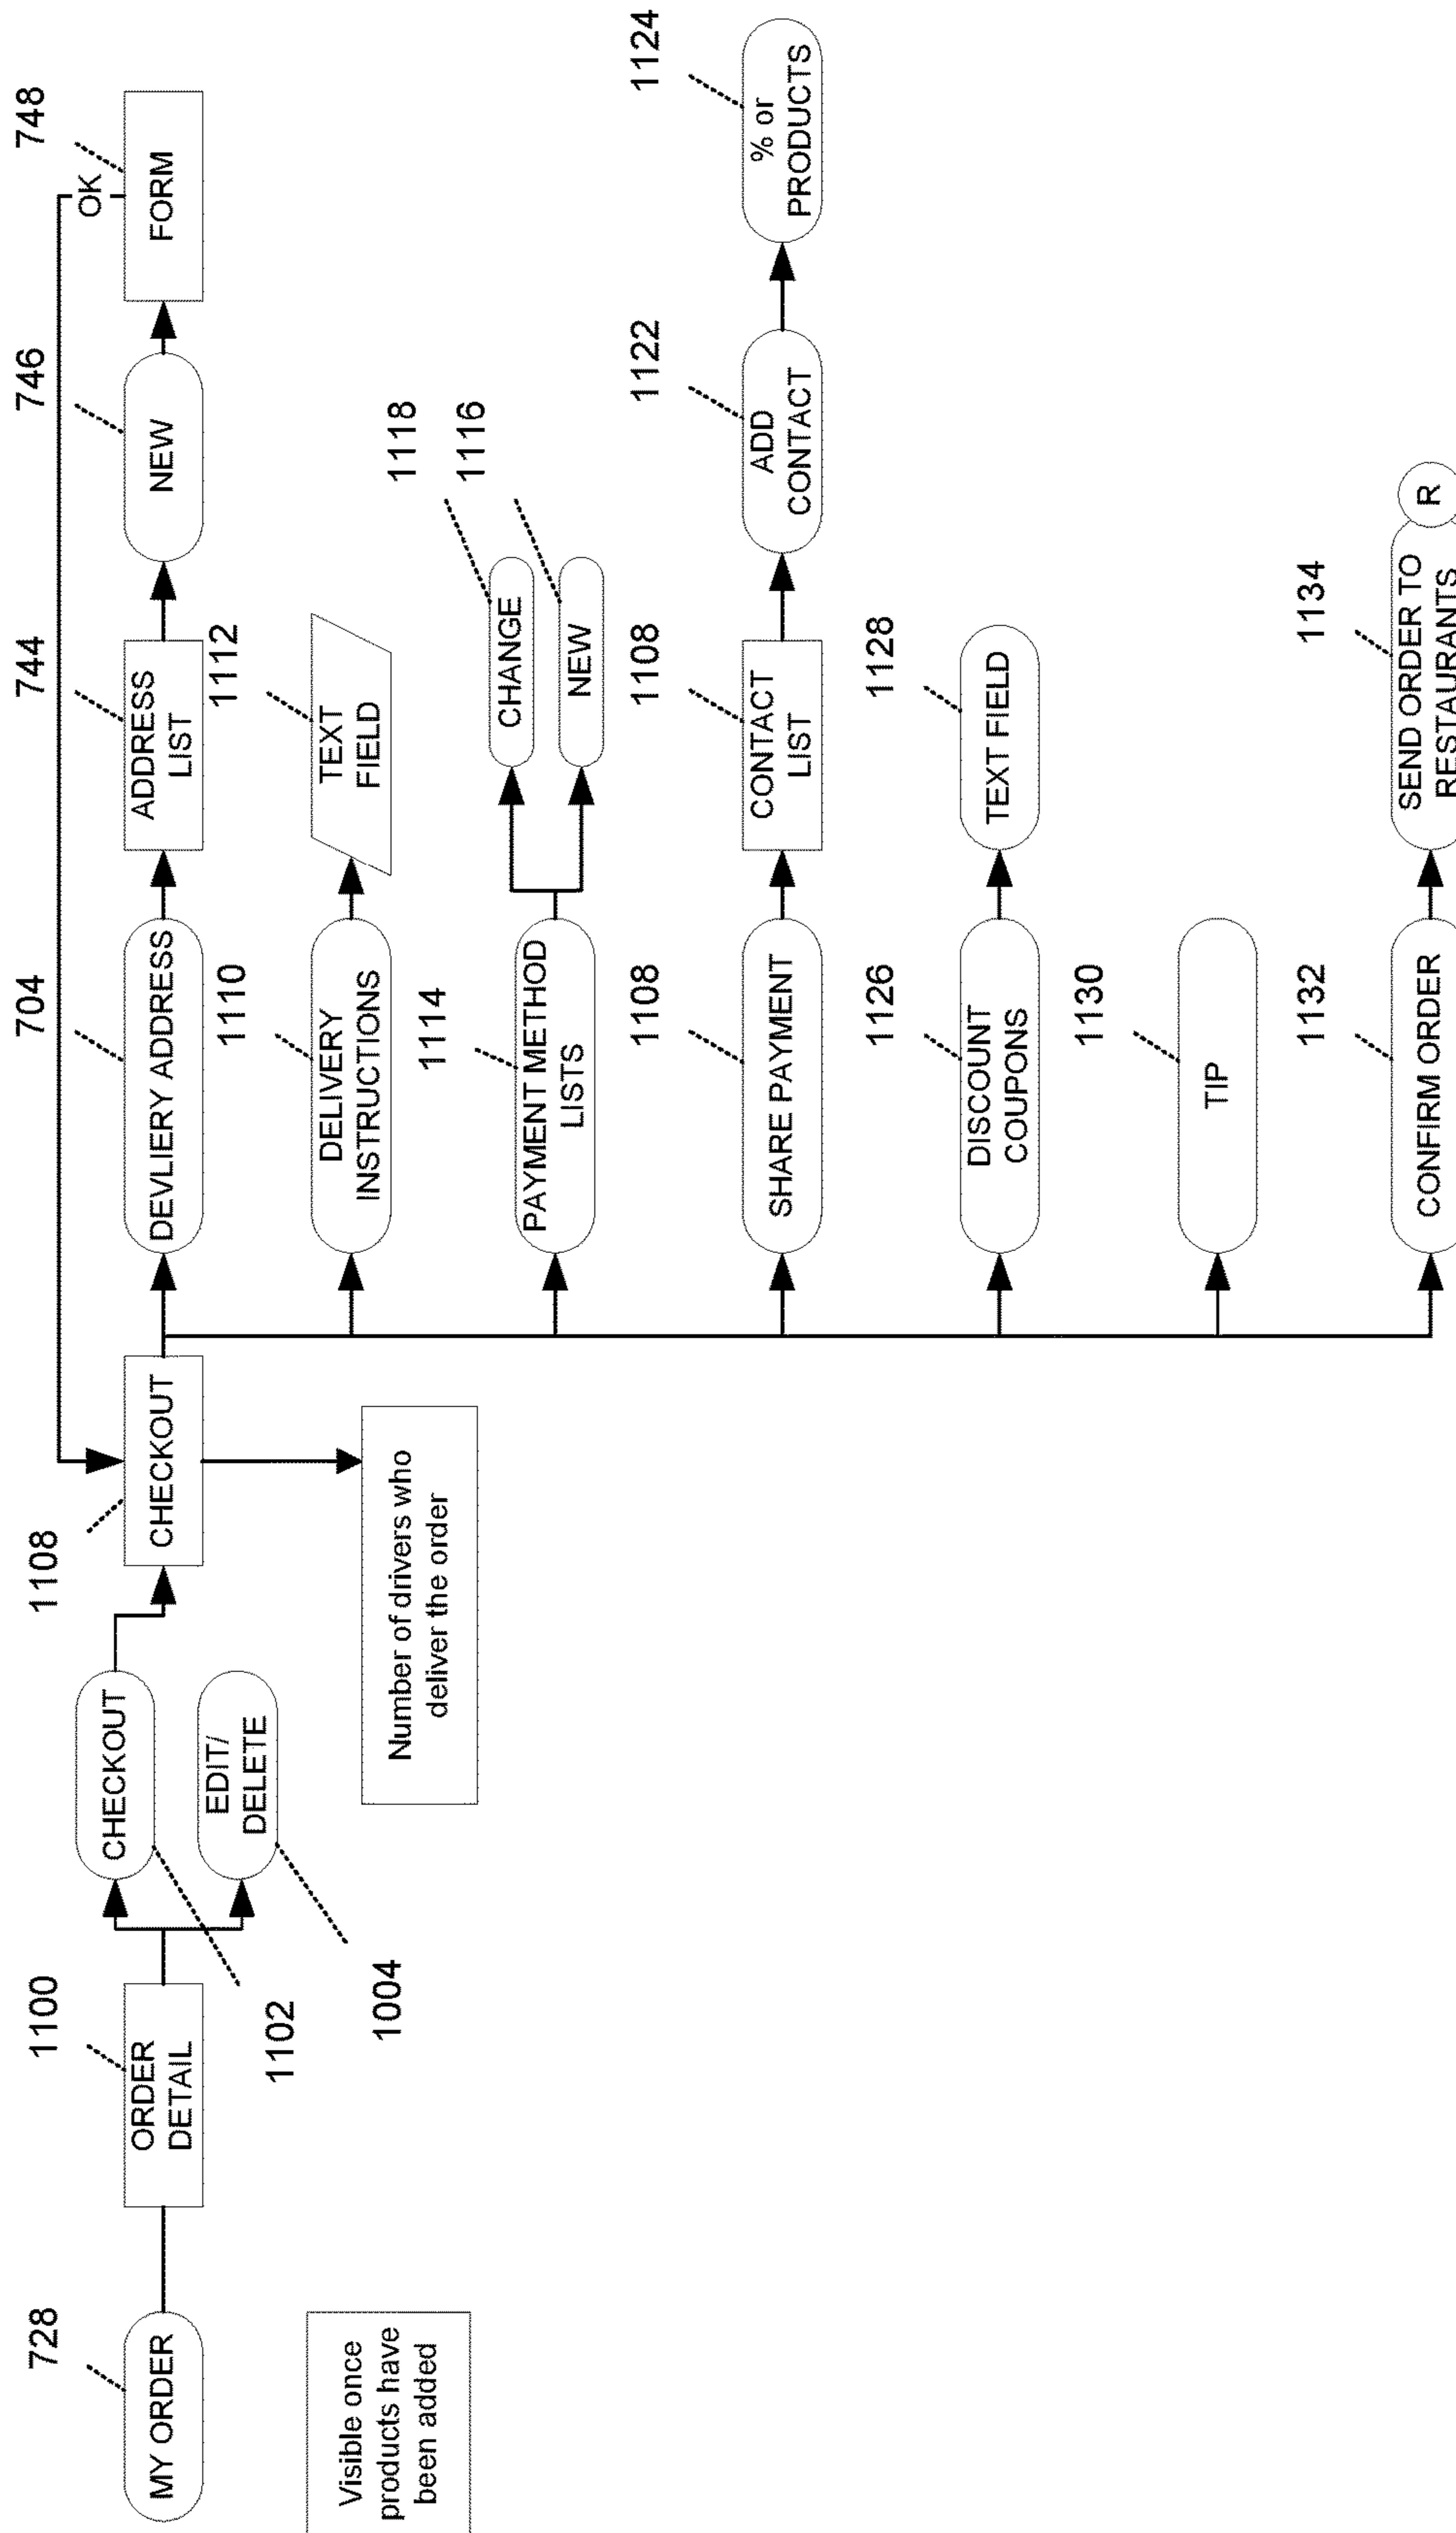 728
MY ORDER
Visible once
products have
been added
1100
ORDER
DETAIL
CHECKOUT
1102
EDIT/
DELETE
1004
1108
CHECKOUT
Number of drivers who
deliver the order
704
DEVLIERY ADDRESS
744
ADDRESS
LIST
746
NEW
748
FORM
OK
1110
DELIVERY
INSTRUCTIONS
1112
TEXT
FIELD
1114
PAYMENT METHOD
LISTS
1118
CHANGE
1116
NEW
1108
SHARE PAYMENT
1108
CONTACT
LIST
1122
ADD
CONTACT
1124
% or
PRODUCTS
1126
DISCOUNT
COUPONS
1128
TEXT FIELD
1130
TIP
1132
CONFIRM ORDER
1134
SEND ORDER TO
RESTAURANTS
R